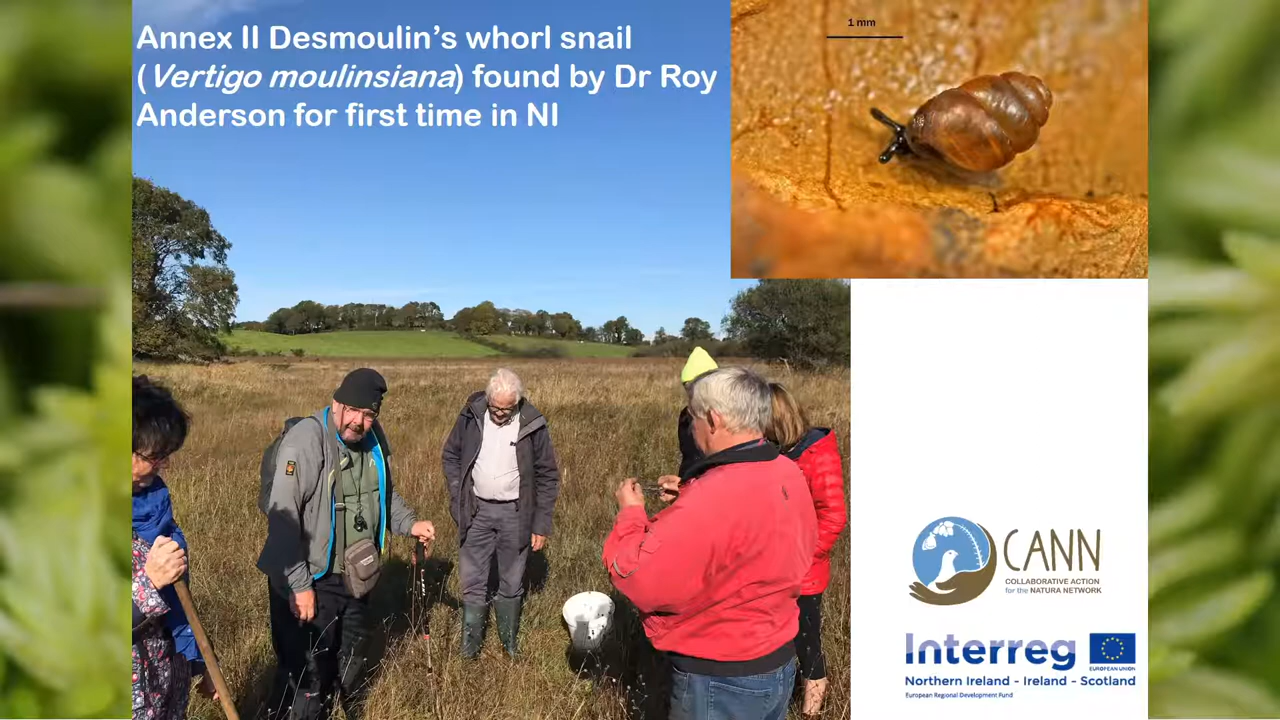 Annex II Desmoulin's whorl snail
(Vertigo moulinsiana) found by Dr Roy
Anderson for first time in NI
1 mm
CANN
COLLABORATIVE ACTION
for the NATURA NETWORK
Interreg
EUROPEAN UNION
Northern Ireland - Ireland - Scotland
European Regional Development Fund